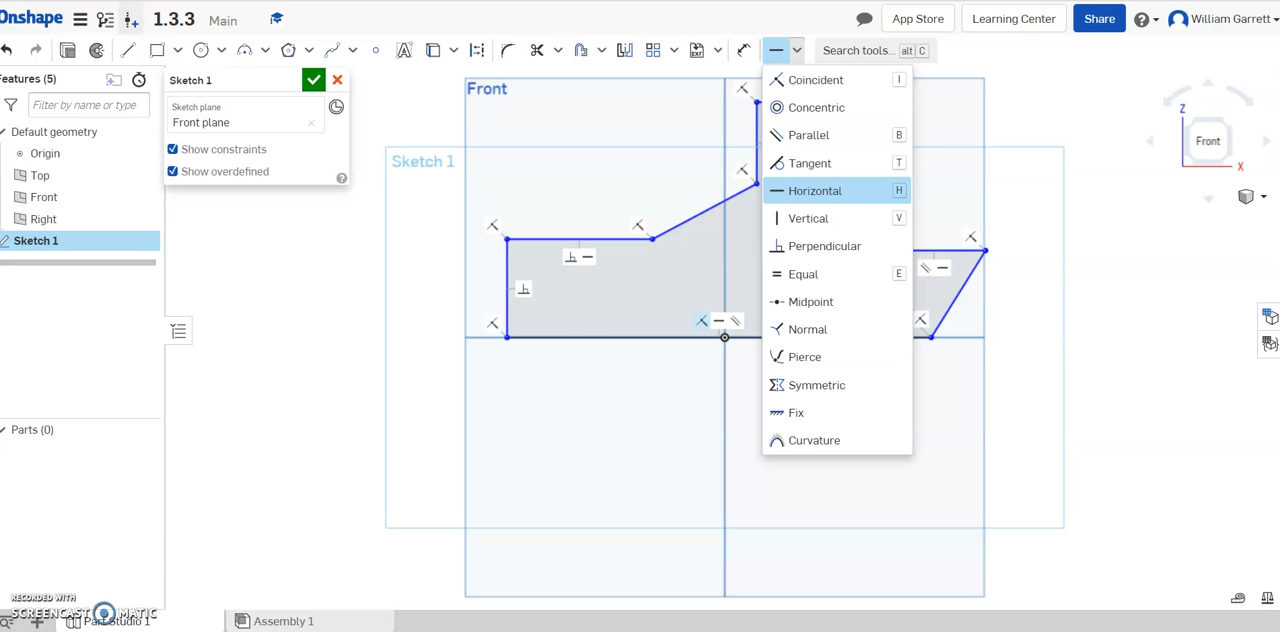 Onshape 1.3.3 Main App Store Learning Center Share William Garrett
Search tools... alt C
Features (5)
Filter by name or type
Default geometry
Origin
Top
Front
Right
Sketch 1
Parts (0)
Sketch 1
Sketch plane
Front plane
Show constraints
Show overdefined
Front
Sketch 1
Coincident I
Concentric
Parallel B
Tangent T
Horizontal H
Vertical V
Perpendicular
Equal E
Midpoint
Normal
Pierce
Symmetric
Fix
Curvature
Z
Front
X
RECORDED WITH
SCREENCAST MATIC
Part Studio 1
Assembly 1